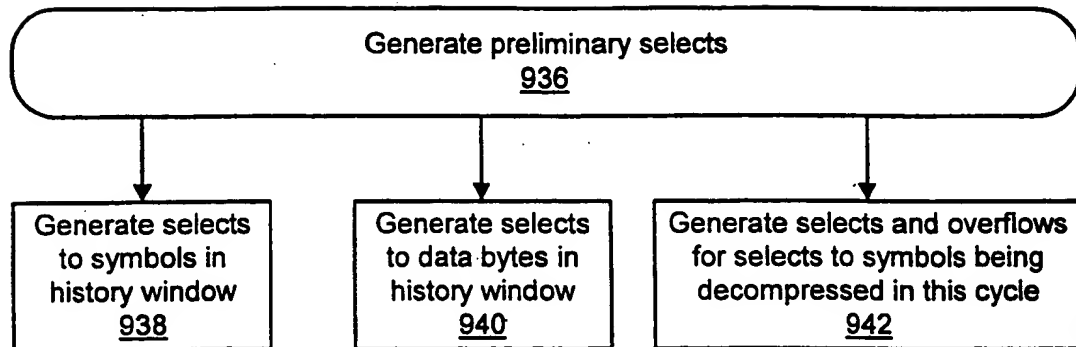 Generate preliminary selects
936
Generate selects
to symbols in
history window
938
Generate selects
to data bytes in
history window
940
Generate selects and overflows
for selects to symbols being
decompressed in this cycle
942